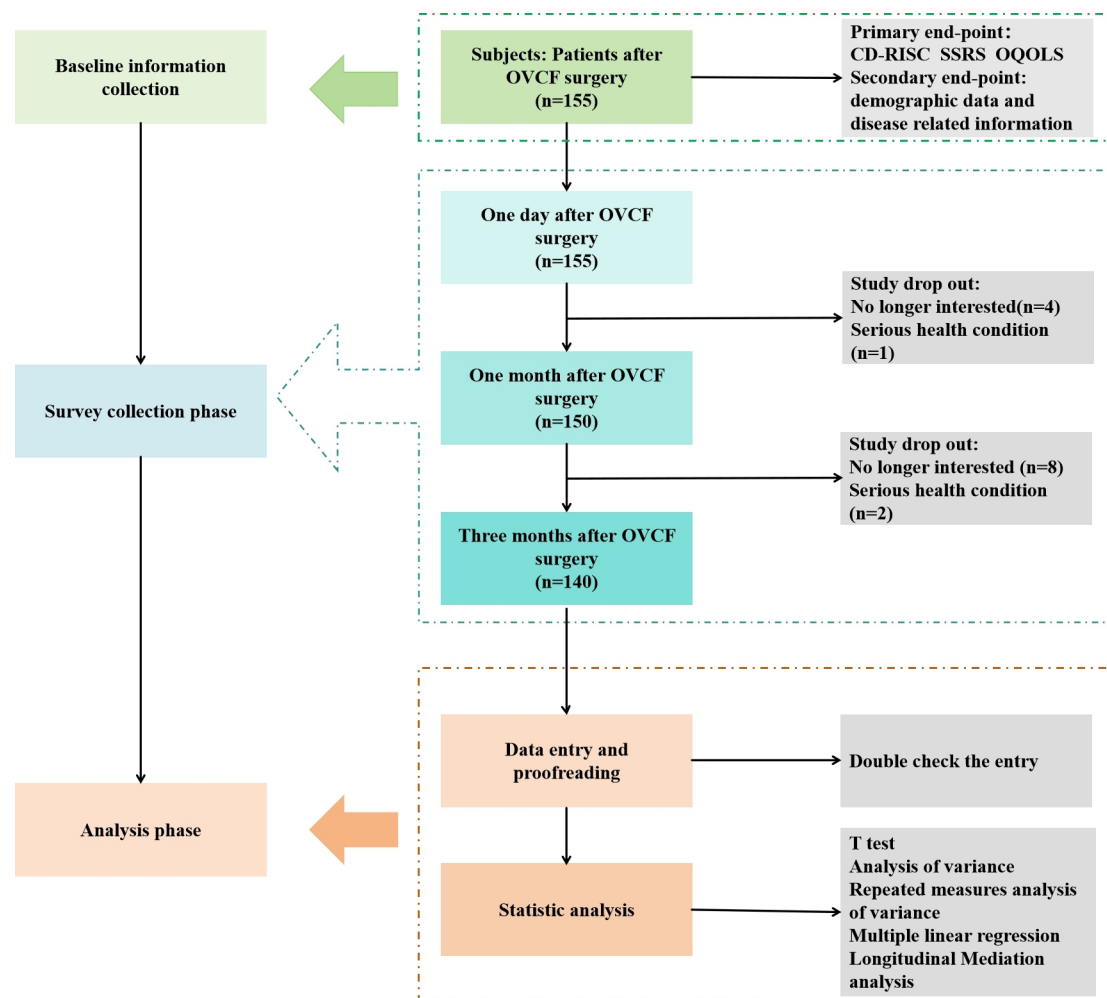 Baseline information
collection
Subjects: Patients after
OVCF surgery
(n=155)
Primary end-point：
CD-RISC  SSRS  OQOLS
Secondary end-point:
demographic data and
disease related information
One day after OVCF
surgery
(n=155)
Study drop out:
No longer interested(n=4)
Serious health condition
(n=1)
Survey collection phase
One month after OVCF
surgery
(n=150)
Study drop out:
No longer interested (n=8)
Serious health condition
(n=2)
Three months after OVCF
surgery
(n=140)
Data entry and
proofreading
Double check the entry
Analysis phase
Statistic analysis
T test
Analysis of variance
Repeated measures analysis
of variance
Multiple linear regression
Longitudinal Mediation
analysis